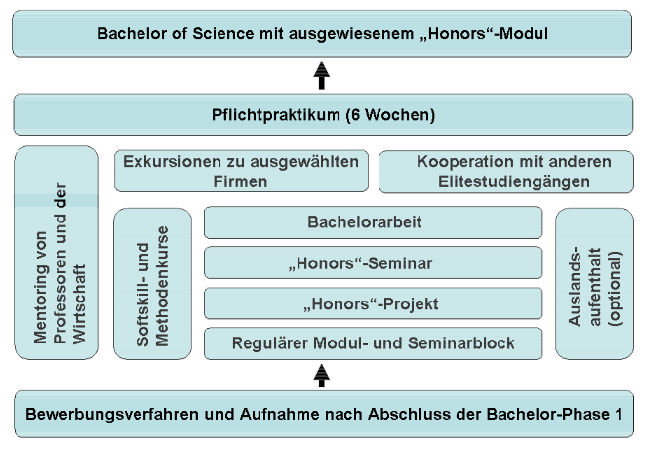 Bachelor of Science mit ausgewiesenem „Honors“-Modul
Pflichtpraktikum (6 Wochen)
Mentoring von
Professoren und der
Wirtschaft
Exkursionen zu ausgewählten
Firmen
Kooperation mit anderen
Elitestudiengängen
Softskill- und
Methodenkurse
Bachelorarbeit
„Honors“-Seminar
„Honors“-Projekt
Regulärer Modul- und Seminarblock
Auslands-
aufenthalt
(optional)
Bewerbungsverfahren und Aufnahme nach Abschluss der Bachelor-Phase 1